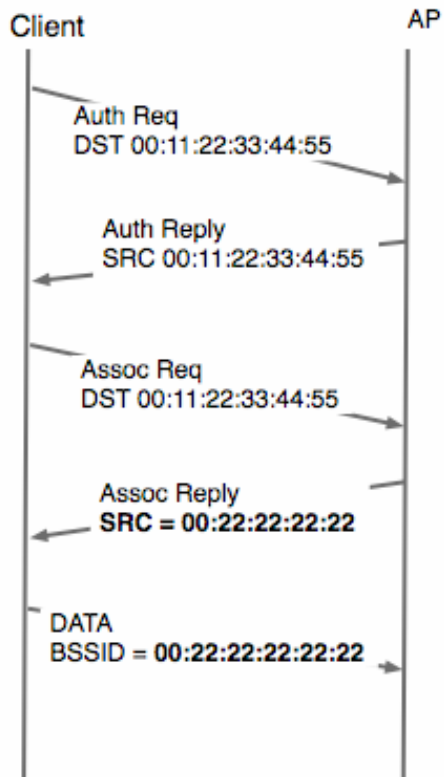 Client
AP
Auth Req
DST 00:11:22:33:44:55
Auth Reply
SRC 00:11:22:33:44:55
Assoc Req
DST 00:11:22:33:44:55
Assoc Reply
SRC = 00:22:22:22:22
DATA
BSSID = 00:22:22:22:22:22